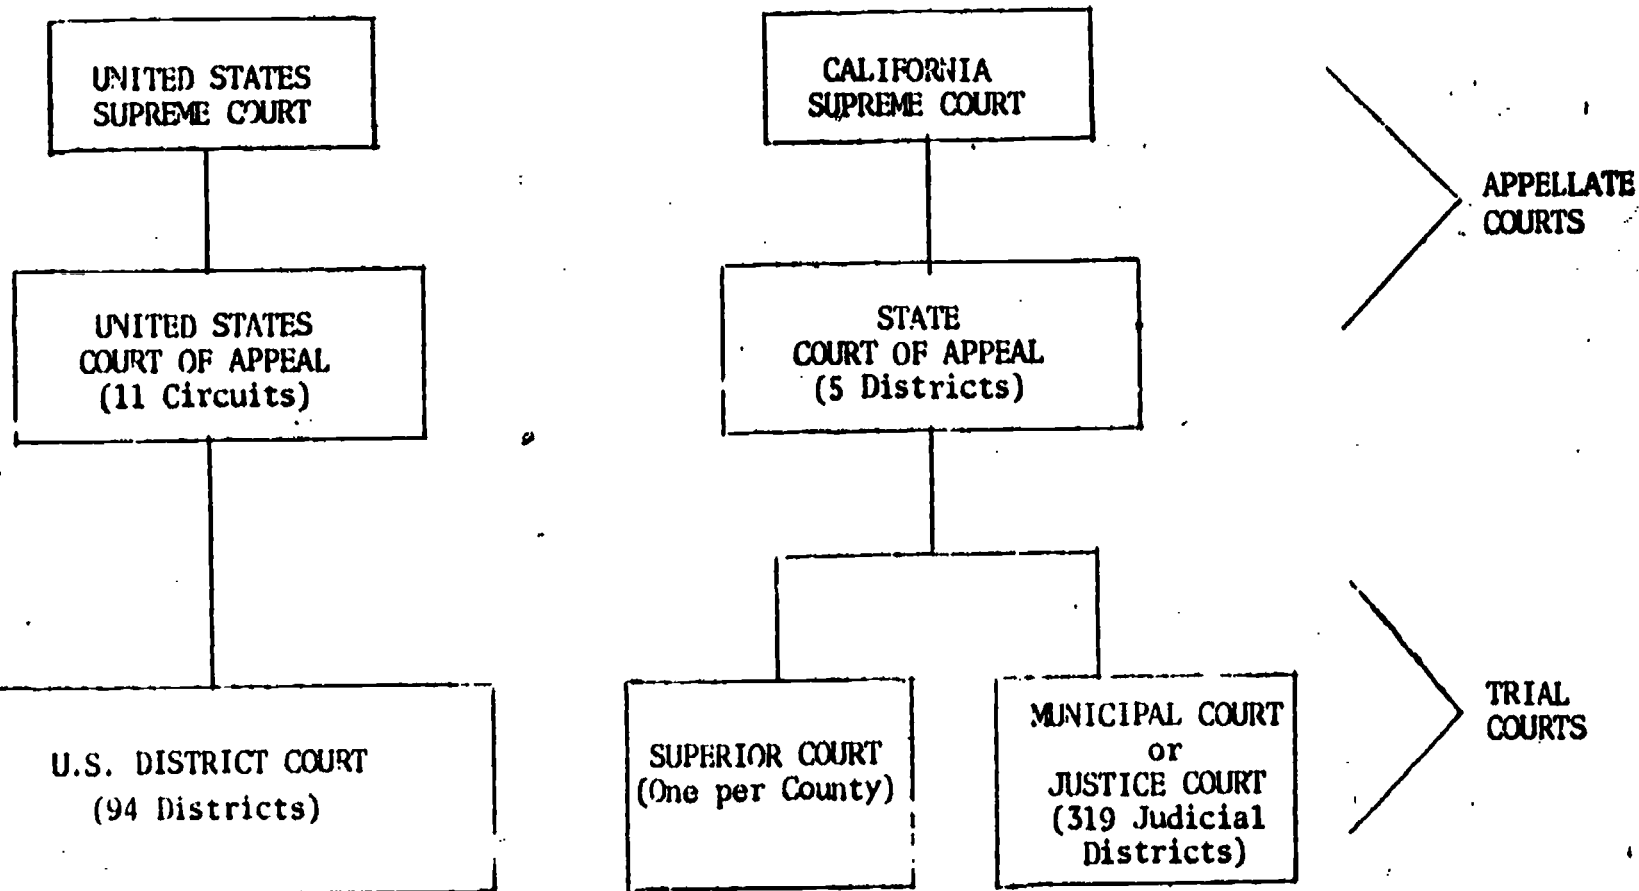 UNITED STATES
SUPREME COURT
CALIFORNIA
SUPREME COURT
APPELLATE
COURTS
UNITED STATES
COURT OF APPEAL
(11 Circuits)
STATE
COURT OF APPEAL
(5 Districts)
U.S. DISTRICT COURT
(94 Districts)
SUPERIOR COURT
(One per County)
MUNICIPAL COURT
or
JUSTICE COURT
(319 Judicial
Districts)
TRIAL
COURTS